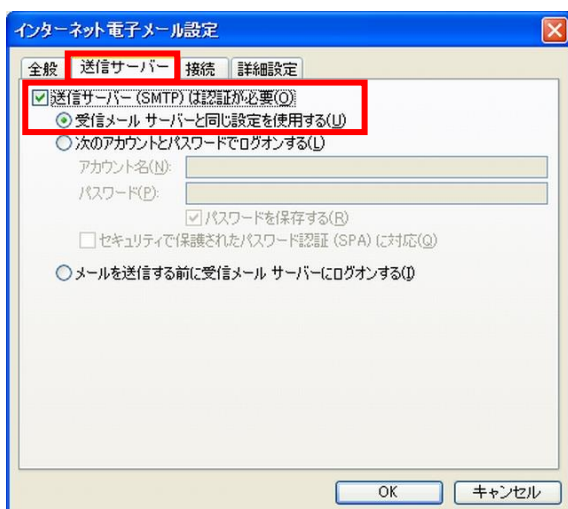 インターネット電子メール設定
全般 送信サーバー 接続 詳細設定
送信サーバー (SMTP) は認証が必要(O)
受信メール サーバーと同じ設定を使用する(U)
次のアカウントとパスワードでログオンする(L)
アカウント名(N):
パスワード(P):
パスワードを保存する(R)
セキュリティで保護されたパスワード認証 (SPA) に対応(Q)
メールを送信する前に受信メール サーバーにログオンする(I)
OK キャンセル